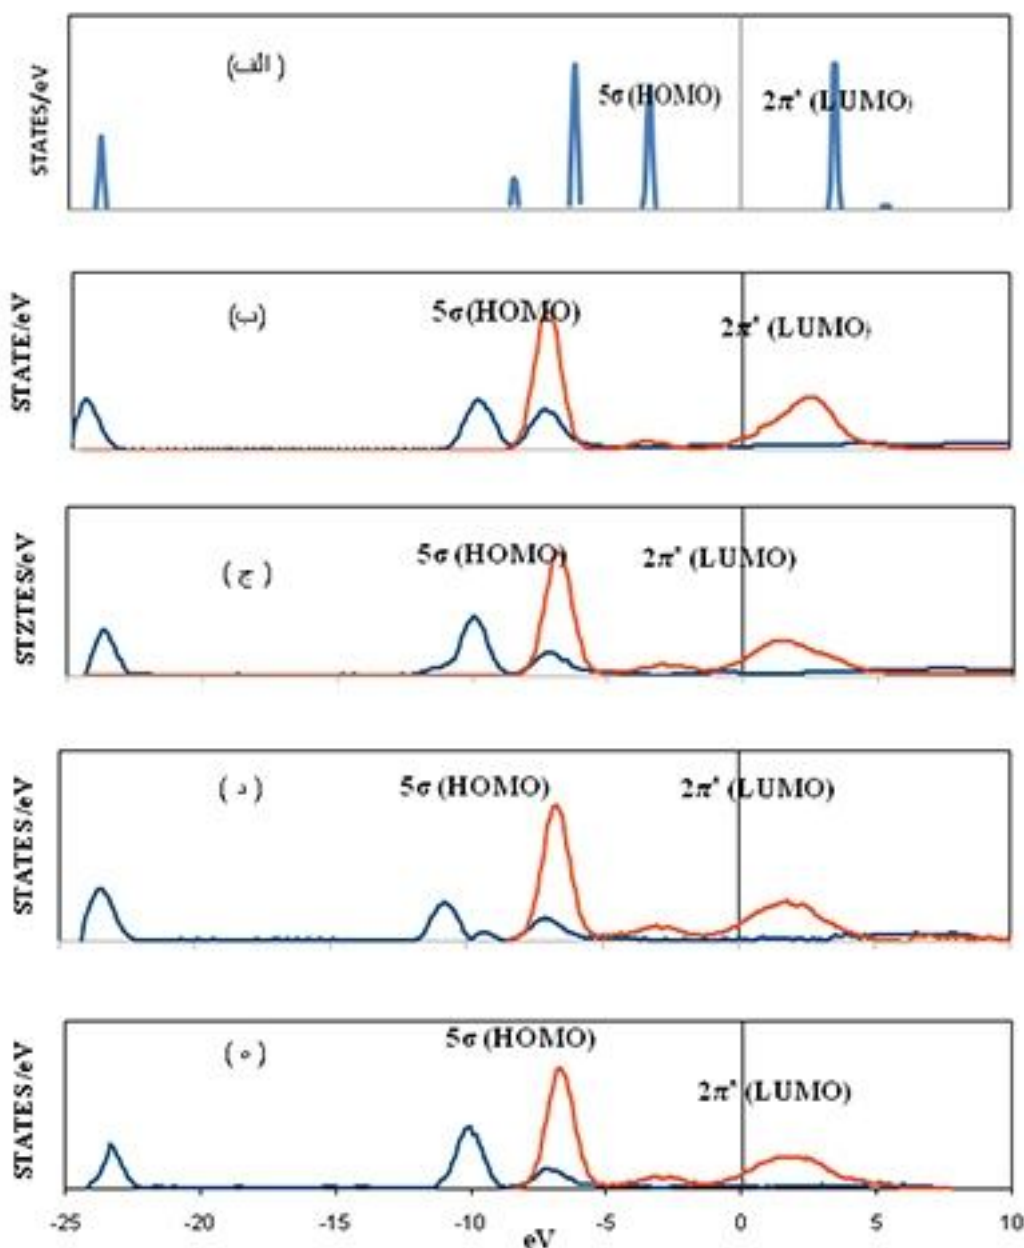 STATES/eV
(الف)
5σ (HOMO)
2π* (LUMO)
STATE/eV
(ب)
5σ (HOMO)
2π* (LUMO)
STZTES/eV
(ج)
5σ (HOMO)
2π* (LUMO)
STATES/eV
(د)
5σ (HOMO)
2π* (LUMO)
STATES/eV
(ه)
5σ (HOMO)
2π* (LUMO)
-25 -20 -15 -10 -5 0 5 10
eV